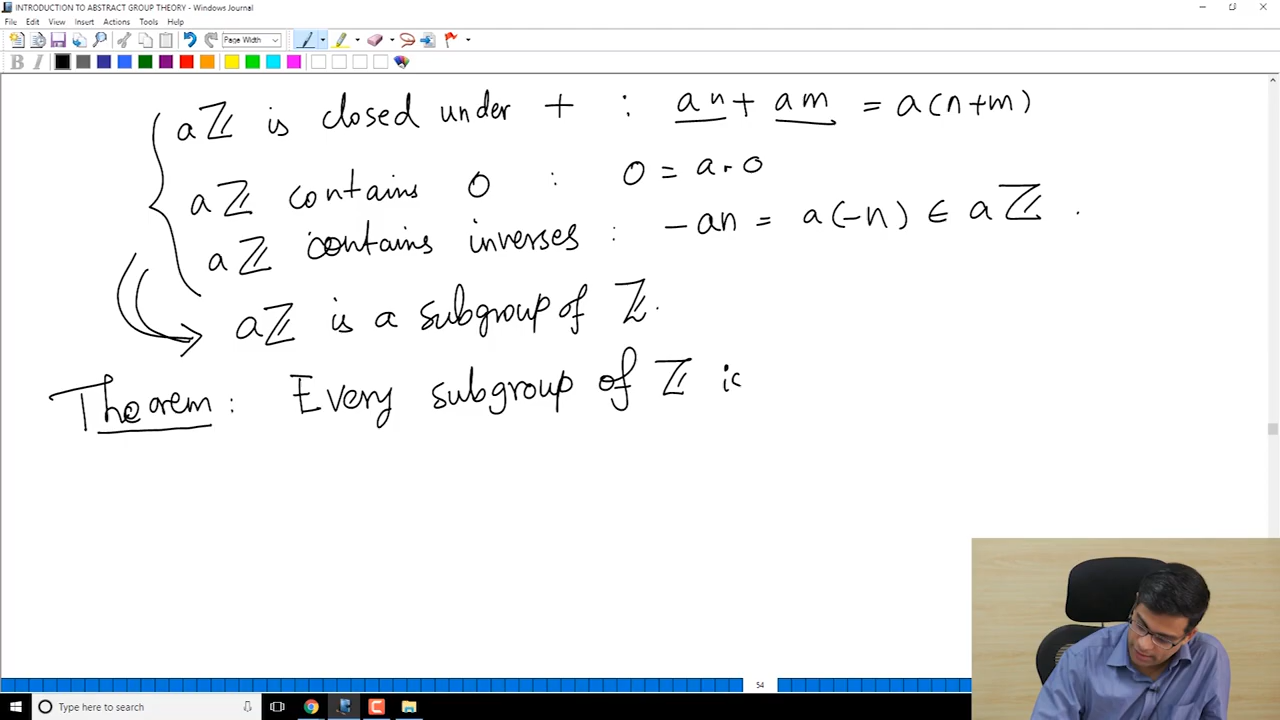 INTRODUCTION TO ABSTRACT GROUP THEORY - Windows Journal
File Edit View Insert Actions Tools Help
Page Width
B I
aℤ is closed under + : an + am = a(n+m)
aℤ contains 0 : 0 = a·0
aℤ contains inverses : -an = a(-n) ∈ aℤ .
aℤ is a subgroup of ℤ.
Theorem : Every subgroup of ℤ is
54
Type here to search